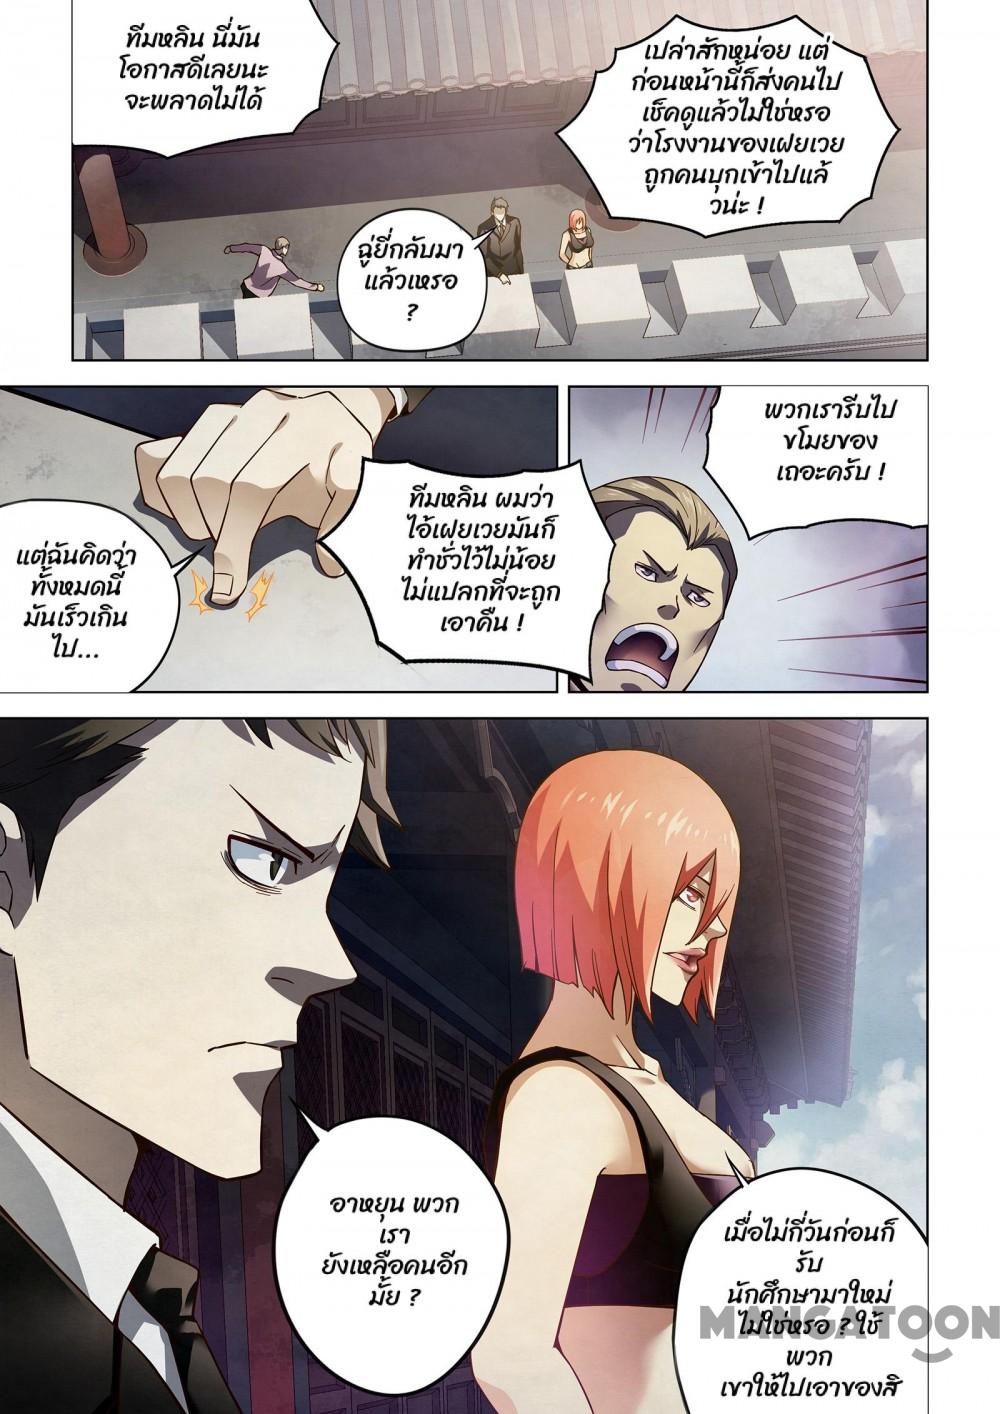 ทีมหลิน นี่มัน
โอกาสดีเลยนะ
จะพลาดไม่ได้
เปล่าสักหน่อย แต่
ก่อนหน้านี้ก็ส่งคนไป
เช็คดูแล้วไม่ใช่หรอ
ว่าโรงงานของเฝยเวย
ถูกคนบุกเข้าไปแล้
วน่ะ !
ฉู่ยี่กลับมา
แล้วเหรอ
?
พวกเรารีบไป
ขโมยของ
เถอะครับ !
ทีมหลิน ผมว่า
ไอ้เฝยเวยมันก็
ทำชั่วไว้ไม่น้อย
ไม่แปลกที่จะถูก
เอาคืน !
แต่ฉันคิดว่า
ทั้งหมดนี้
มันเร็วเกิน
ไป...
อาหยุน พวก
เรา
ยังเหลือคนอีก
มั้ย ?
เมื่อไม่กี่วันก่อนก็
รับ
นักศึกษามาใหม่
ไม่ใช่หรอ ? ใช้
พวก
เขาให้ไปเอาของสิ
MANGATOON